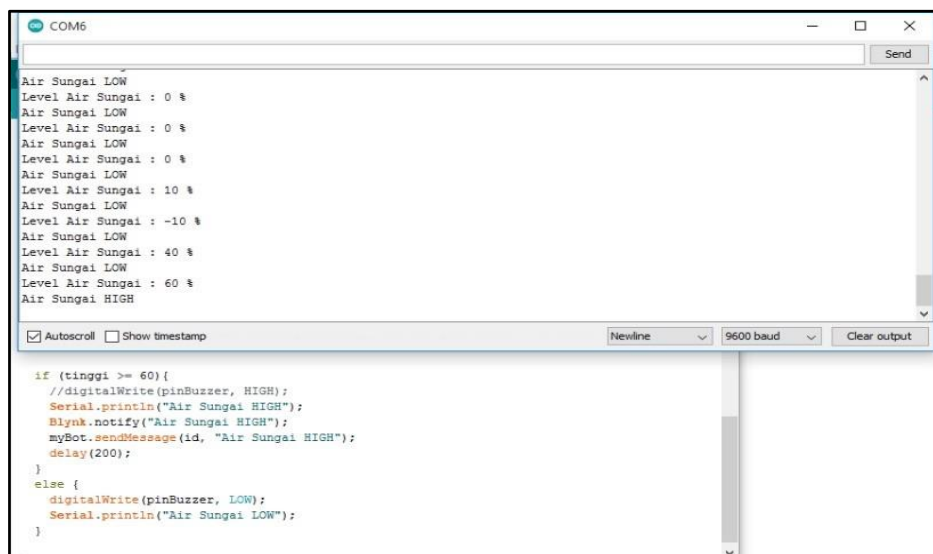 COM6
Send
Air Sungai LOW
Level Air Sungai : 0 %
Air Sungai LOW
Level Air Sungai : 0 %
Air Sungai LOW
Level Air Sungai : 0 %
Air Sungai LOW
Level Air Sungai : 10 %
Air Sungai LOW
Level Air Sungai : -10 %
Air Sungai LOW
Level Air Sungai : 40 %
Air Sungai LOW
Level Air Sungai : 60 %
Air Sungai HIGH
Autoscroll Show timestamp Newline 9600 baud Clear output
if (tinggi >= 60){
//digitalWrite(pinBuzzer, HIGH);
Serial.println("Air Sungai HIGH");
Blynk.notify("Air Sungai HIGH");
myBot.sendMessage(id, "Air Sungai HIGH");
delay(200);
}
else {
digitalWrite(pinBuzzer, LOW);
Serial.println("Air Sungai LOW");
}